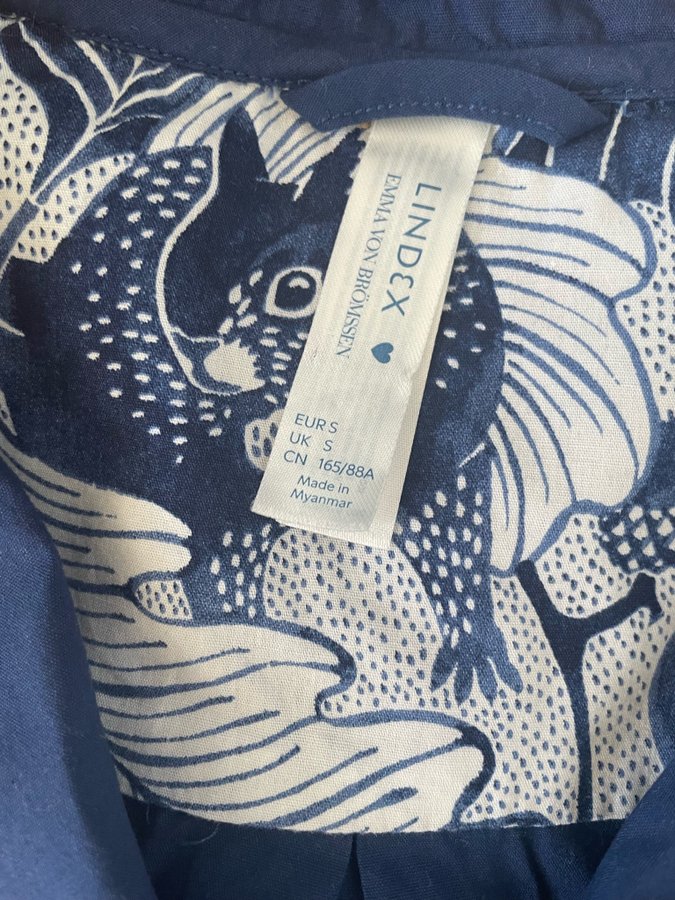 LINDEX
EMMA VON BRÖMSSEN
EUR S
UK S
CN 165/88A
Made in
Myanmar